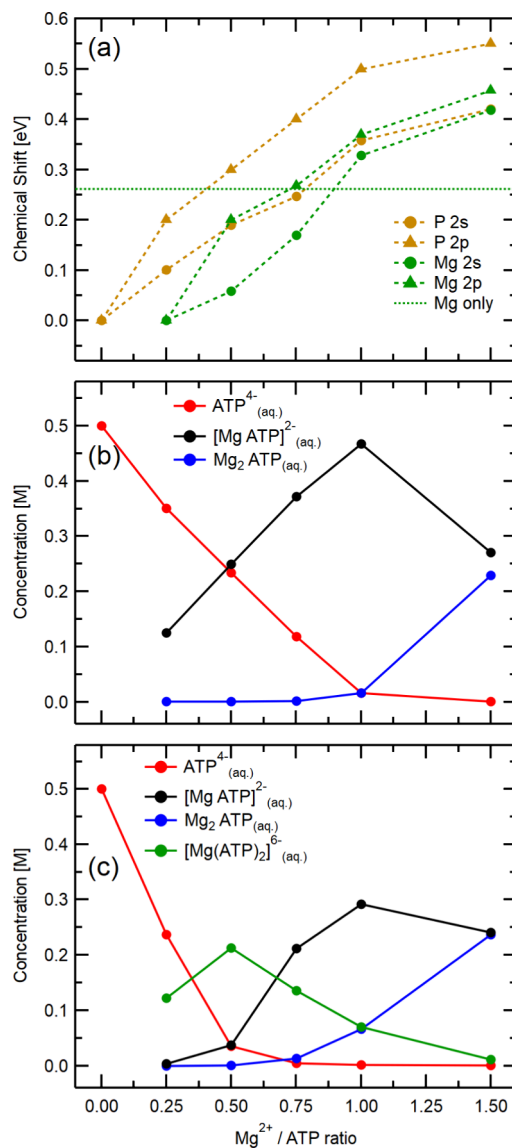 (a)
Chemical Shift [eV]
0.6
0.5
0.4
0.3
0.2
0.1
0.0
P 2s
P 2p
Mg 2s
Mg 2p
Mg only
(b)
Concentration [M]
0.5
0.4
0.3
0.2
0.1
0.0
ATP4-(aq.)
[Mg ATP]2-(aq.)
Mg2 ATP(aq.)
(c)
Concentration [M]
0.5
0.4
0.3
0.2
0.1
0.0
ATP4-(aq.)
[Mg ATP]2-(aq.)
Mg2 ATP(aq.)
[Mg(ATP)2]6-(aq.)
0.00 0.25 0.50 0.75 1.00 1.25 1.50
Mg2+ / ATP ratio